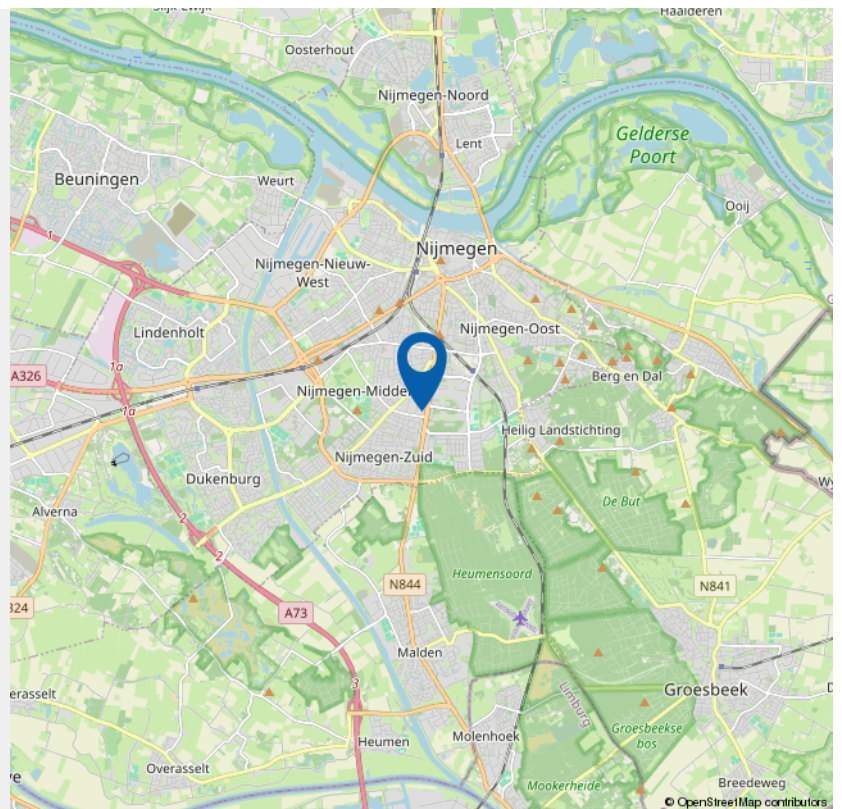 Haalderen
Oosterhout
Nijmegen-Noord
Lent
Gelderse
Poort
Beuningen
Weurt
Ooij
1
Nijmegen
Nijmegen-Nieuw-
West
Lindenholt
Nijmegen-Oost
1a
A326
Berg en Dal
Nijmegen-Midden
1a
Heilig Landstichting
Nijmegen-Zuid
Dukenburg
De But
Alverna
2
2
Heumensoord
N844
N841
324
A73
Malden
erasselt
3
Limburg
Groesbeek
Groesbeekse
bos
Heumen
Molenhoek
Overasselt
Mookerheide
Breedeweg
© OpenStreetMap contributors